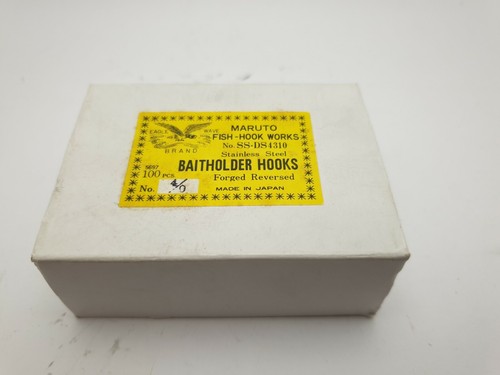 EAGLE WAVE
BRAND
MARUTO
FISH-HOOK WORKS
No. SS-DS4310
Stainless Steel
BAITHOLDER HOOKS
Forged Reversed
MADE IN JAPAN
100 PCS
No. 4/0